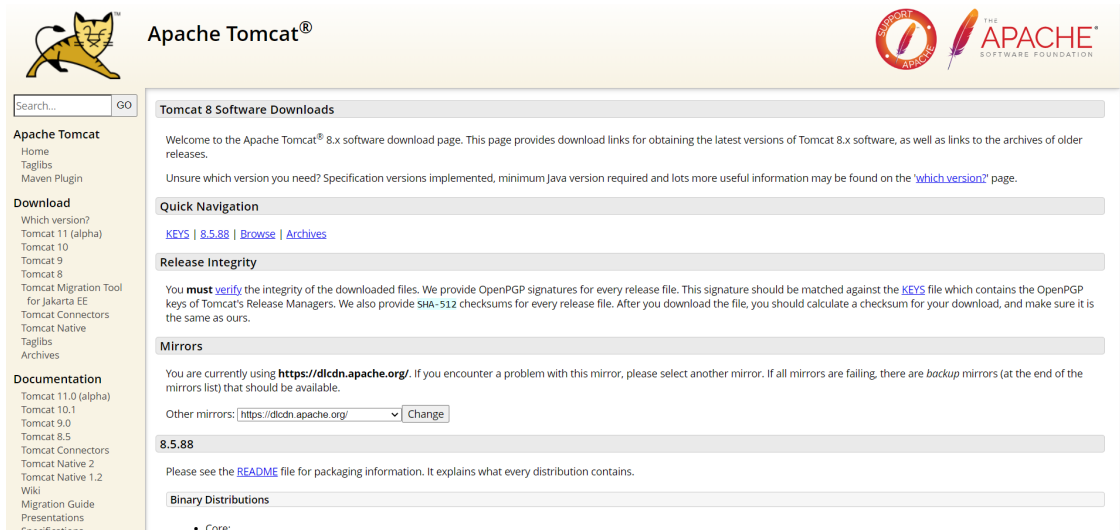 Apache Tomcat®
SUPPORT
APACHE
THE
APACHE®
SOFTWARE FOUNDATION
Search... GO
Apache Tomcat
Home
Taglibs
Maven Plugin
Download
Which version?
Tomcat 11 (alpha)
Tomcat 10
Tomcat 9
Tomcat 8
Tomcat Migration Tool
for Jakarta EE
Tomcat Connectors
Tomcat Native
Taglibs
Archives
Documentation
Tomcat 11.0 (alpha)
Tomcat 10.1
Tomcat 9.0
Tomcat 8.5
Tomcat Connectors
Tomcat Native 2
Tomcat Native 1.2
Wiki
Migration Guide
Presentations
Specifications
Tomcat 8 Software Downloads
Welcome to the Apache Tomcat® 8.x software download page. This page provides download links for obtaining the latest versions of Tomcat 8.x software, as well as links to the archives of older
releases.
Unsure which version you need? Specification versions implemented, minimum Java version required and lots more useful information may be found on the 'which version?' page.
Quick Navigation
KEYS | 8.5.88 | Browse | Archives
Release Integrity
You must verify the integrity of the downloaded files. We provide OpenPGP signatures for every release file. This signature should be matched against the KEYS file which contains the OpenPGP
keys of Tomcat's Release Managers. We also provide SHA-512 checksums for every release file. After you download the file, you should calculate a checksum for your download, and make sure it is
the same as ours.
Mirrors
You are currently using https://dlcdn.apache.org/. If you encounter a problem with this mirror, please select another mirror. If all mirrors are failing, there are backup mirrors (at the end of the
mirrors list) that should be available.
Other mirrors: https://dlcdn.apache.org/ Change
8.5.88
Please see the README file for packaging information. It explains what every distribution contains.
Binary Distributions
• Core: